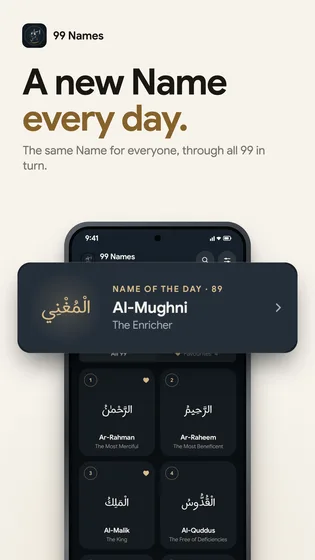 99 Names
A new Name
every day.
The same Name for everyone, through all 99 in
turn.
9:41
99 Names
الْمُغْنِي
NAME OF THE DAY · 89
Al-Mughni
The Enricher
All 99
Favourites
1
الرَّحْمَٰنُ
Ar-Rahman
The Most Merciful
2
الرَّحِيمُ
Ar-Raheem
The Most Beneficent
3
الْمَلِكُ
Al-Malik
The King
4
الْقُدُّوسُ
Al-Quddus
The Free of Deficiencies